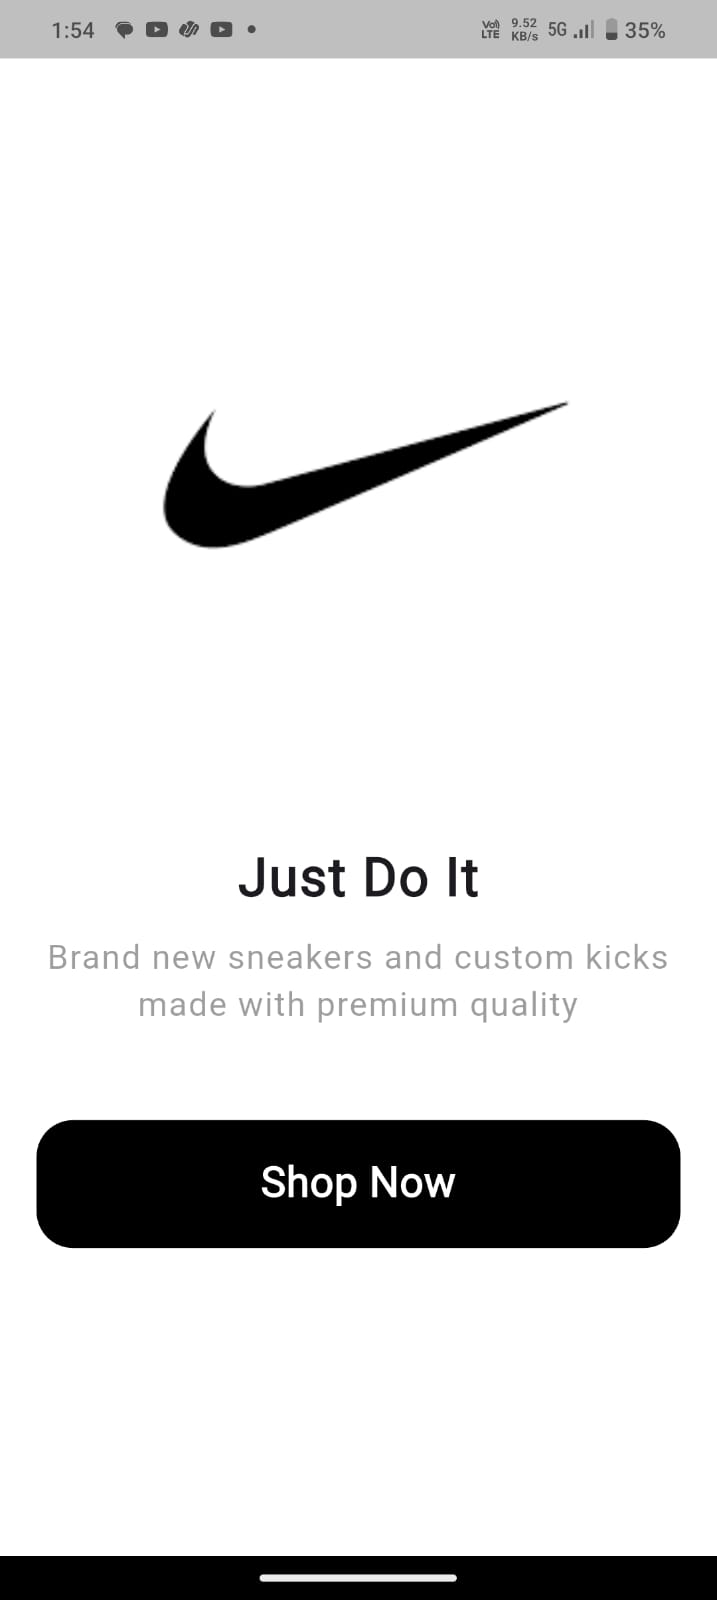 1:54
Vo) LTE 9.52 KB/s 5G 35%
Just Do It
Brand new sneakers and custom kicks
made with premium quality
Shop Now